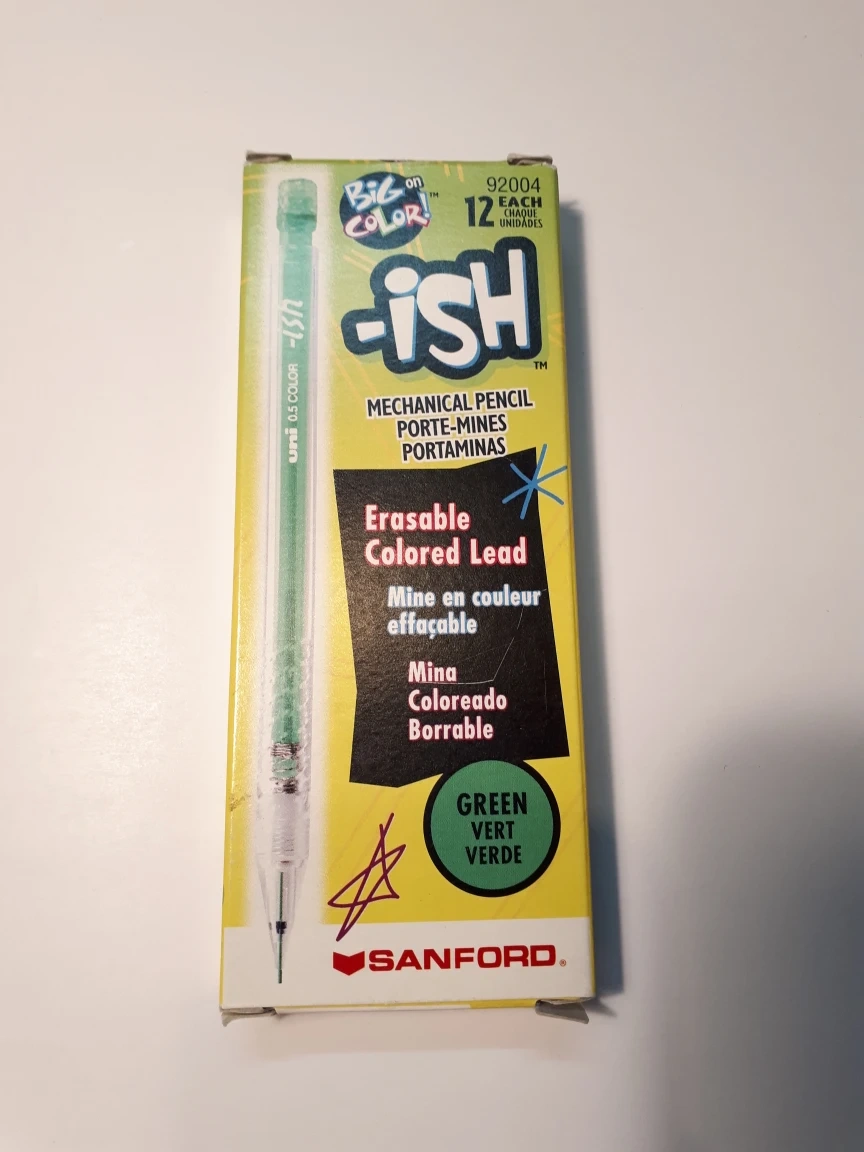 BiG on
COLOR!™
92004
12 EACH
CHAQUE
UNIDADES
-iSH
™
MECHANICAL PENCIL
PORTE-MINES
PORTAMINAS
uni 0.5 COLOR -ish
Erasable
Colored Lead
Mine en couleur
effaçable
Mina
Coloreado
Borrable
GREEN
VERT
VERDE
SANFORD®